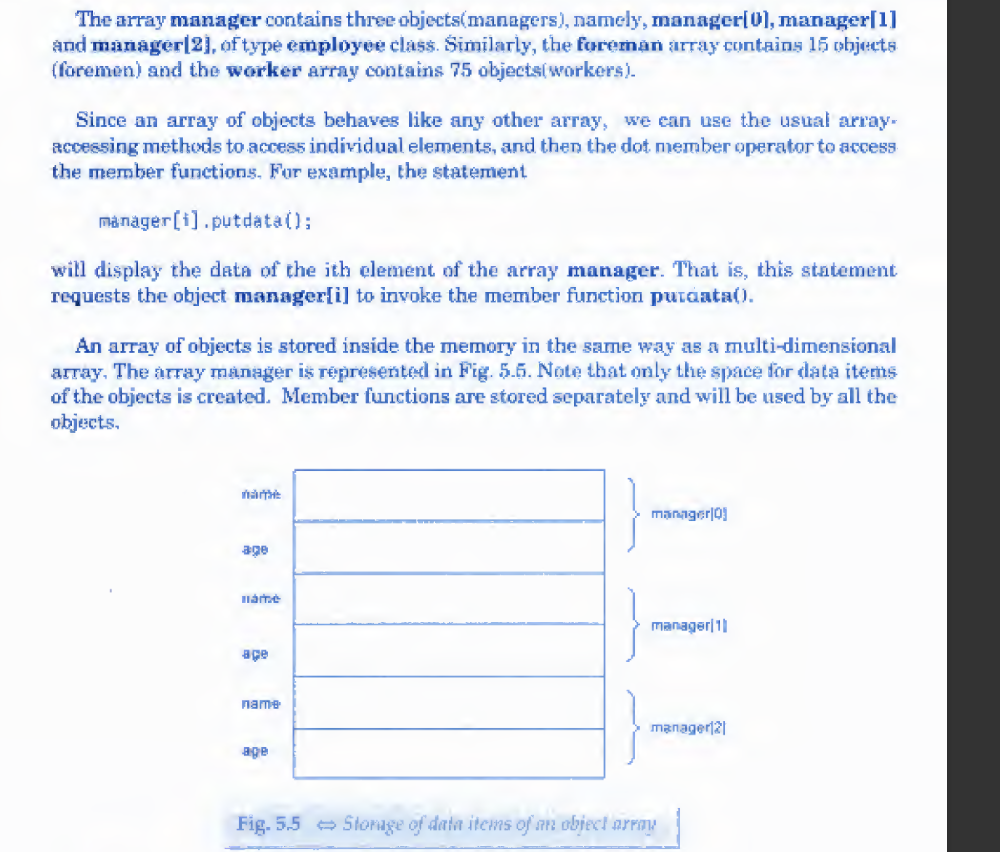 The array manager contains three objects(managers), namely, manager[0], manager[1]
and manager[2], of type employee class. Similarly, the foreman array contains 15 objects
(foremen) and the worker array contains 75 objects(workers).
Since an array of objects behaves like any other array, we can use the usual array-
accessing methods to access individual elements, and then the dot member operator to access
the member functions. For example, the statement
manager[i].putdata();
will display the data of the ith element of the array manager. That is, this statement
requests the object manager[i] to invoke the member function putdata().
An array of objects is stored inside the memory in the same way as a multi-dimensional
array. The array manager is represented in Fig. 5.5. Note that only the space for data items
of the objects is created. Member functions are stored separately and will be used by all the
objects.
name
manager[0]
age
name
manager[1]
age
name
manager[2]
age
Fig. 5.5 ⇔ Storage of data items of an object array